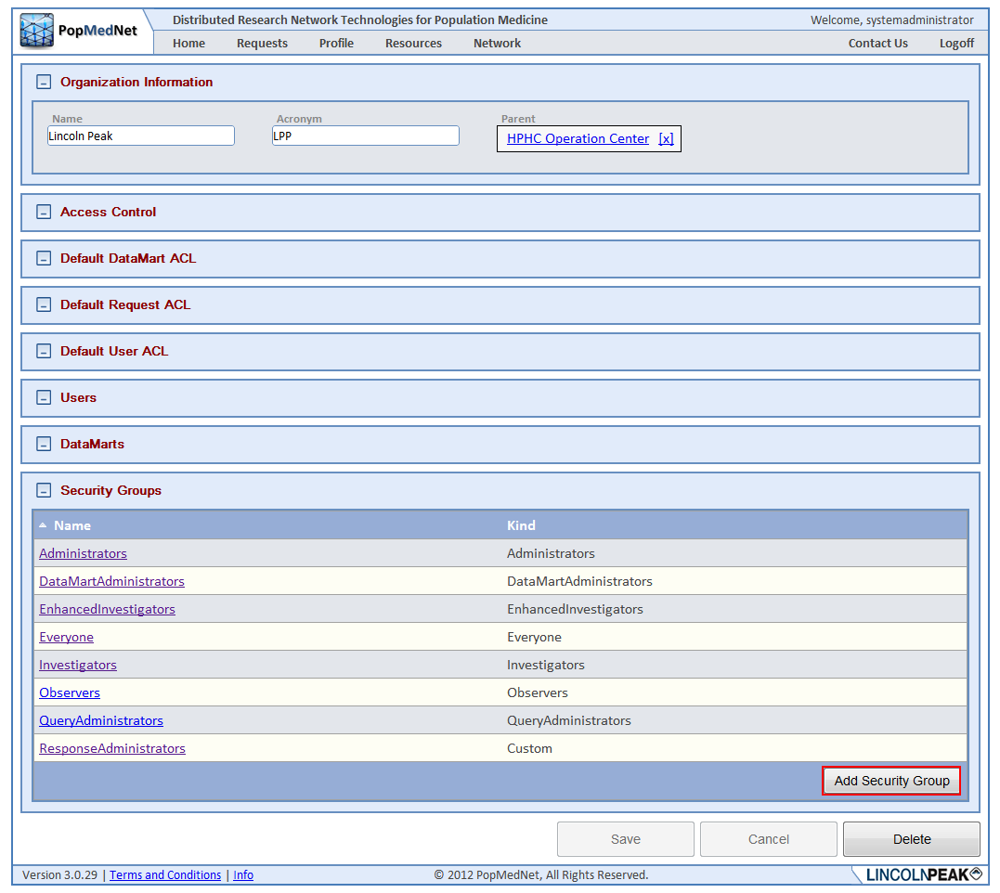 PopMedNet
Distributed Research Network Technologies for Population Medicine
Welcome, systemadministrator
Home Requests Profile Resources Network Contact Us Logoff
Organization Information
Name Acronym Parent
Lincoln Peak LPP HPHC Operation Center [x]
Access Control
Default DataMart ACL
Default Request ACL
Default User ACL
Users
DataMarts
Security Groups
Name Kind
Administrators Administrators
DataMartAdministrators DataMartAdministrators
EnhancedInvestigators EnhancedInvestigators
Everyone Everyone
Investigators Investigators
Observers Observers
QueryAdministrators QueryAdministrators
ResponseAdministrators Custom
Add Security Group
Save Cancel Delete
Version 3.0.29 | Terms and Conditions | Info © 2012 PopMedNet, All Rights Reserved. LINCOLNPEAK